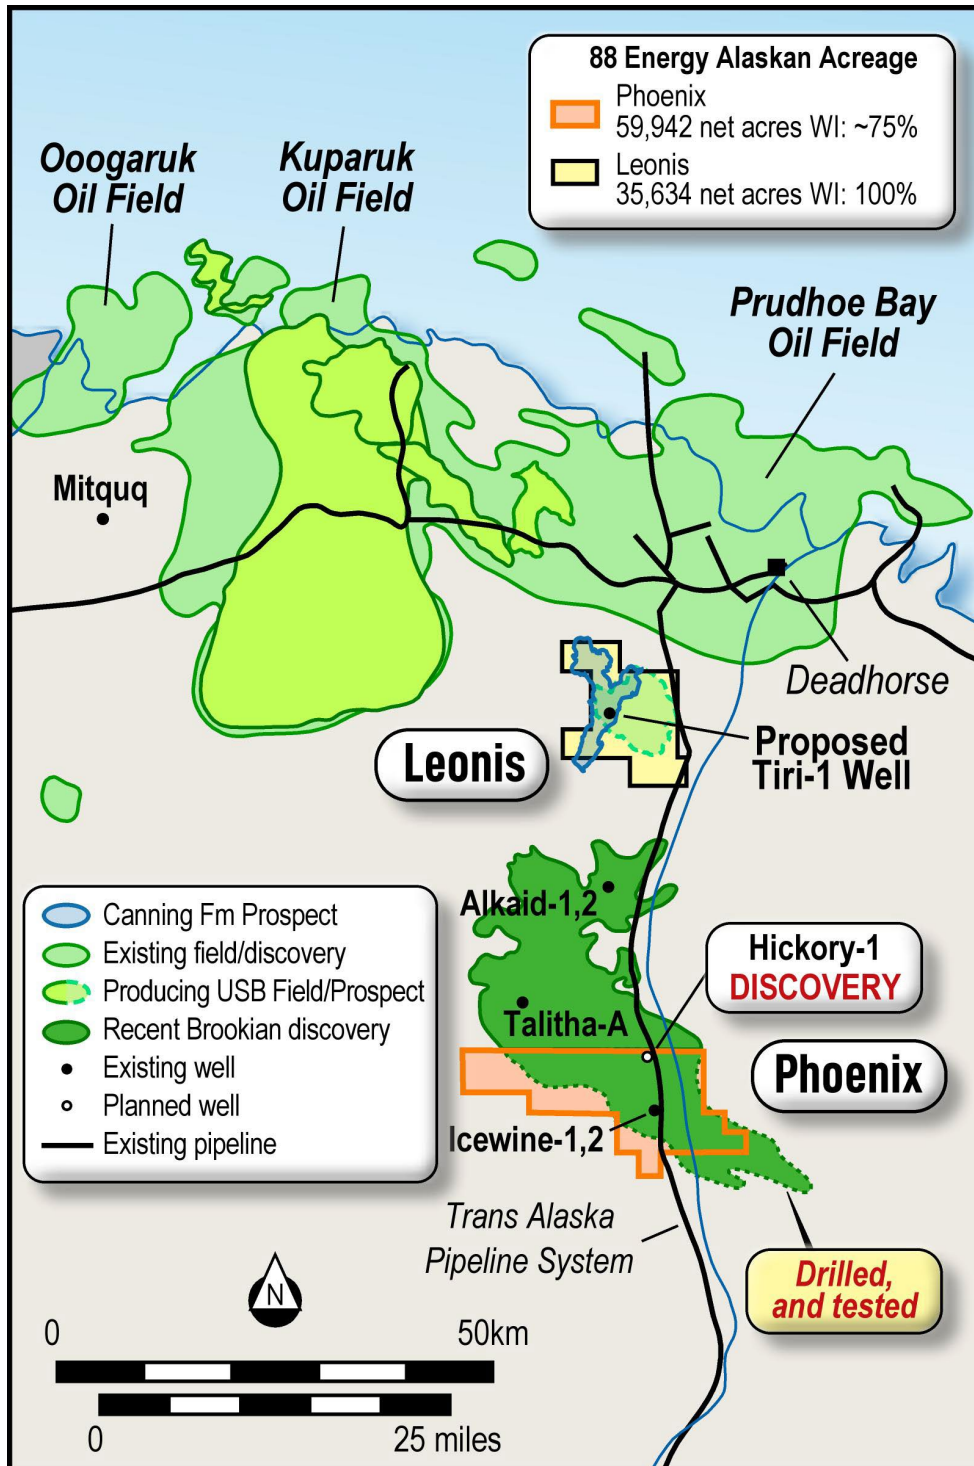 88 Energy Alaskan Acreage
Phoenix
59,942 net acres WI: ~75%
Leonis
35,634 net acres WI: 100%
Ooogaruk
Oil Field
Kuparuk
Oil Field
Prudhoe Bay
Oil Field
Mitquq
Deadhorse
Proposed
Tiri-1 Well
Leonis
Canning Fm Prospect
Existing field/discovery
Producing USB Field/Prospect
Recent Brookian discovery
Existing well
Planned well
Existing pipeline
Alkaid-1,2
Hickory-1
DISCOVERY
Talitha-A
Phoenix
Icewine-1,2
Trans Alaska
Pipeline System
Drilled,
and tested
N
0 50km
0 25 miles